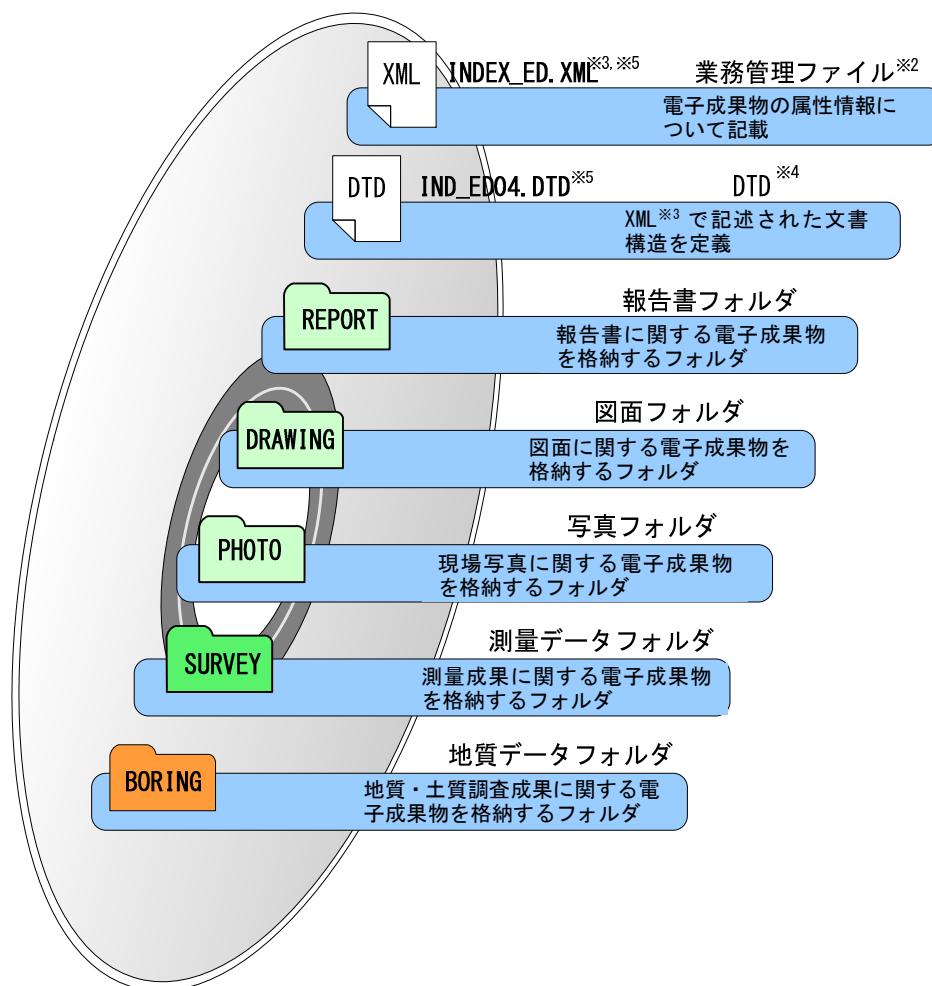 XML INDEX_ED.XML※3,※5 業務管理ファイル※2
電子成果物の属性情報に
ついて記載
DTD IND_ED04.DTD※5 DTD※4
XML※3 で記述された文書
構造を定義
REPORT 報告書フォルダ
報告書に関する電子成果物
を格納するフォルダ
DRAWING 図面フォルダ
図面に関する電子成果物を
格納するフォルダ
PHOTO 写真フォルダ
現場写真に関する電子成果物
を格納するフォルダ
SURVEY 測量データフォルダ
測量成果に関する電子成果物
を格納するフォルダ
BORING 地質データフォルダ
地質・土質調査成果に関する電
子成果物を格納するフォルダ